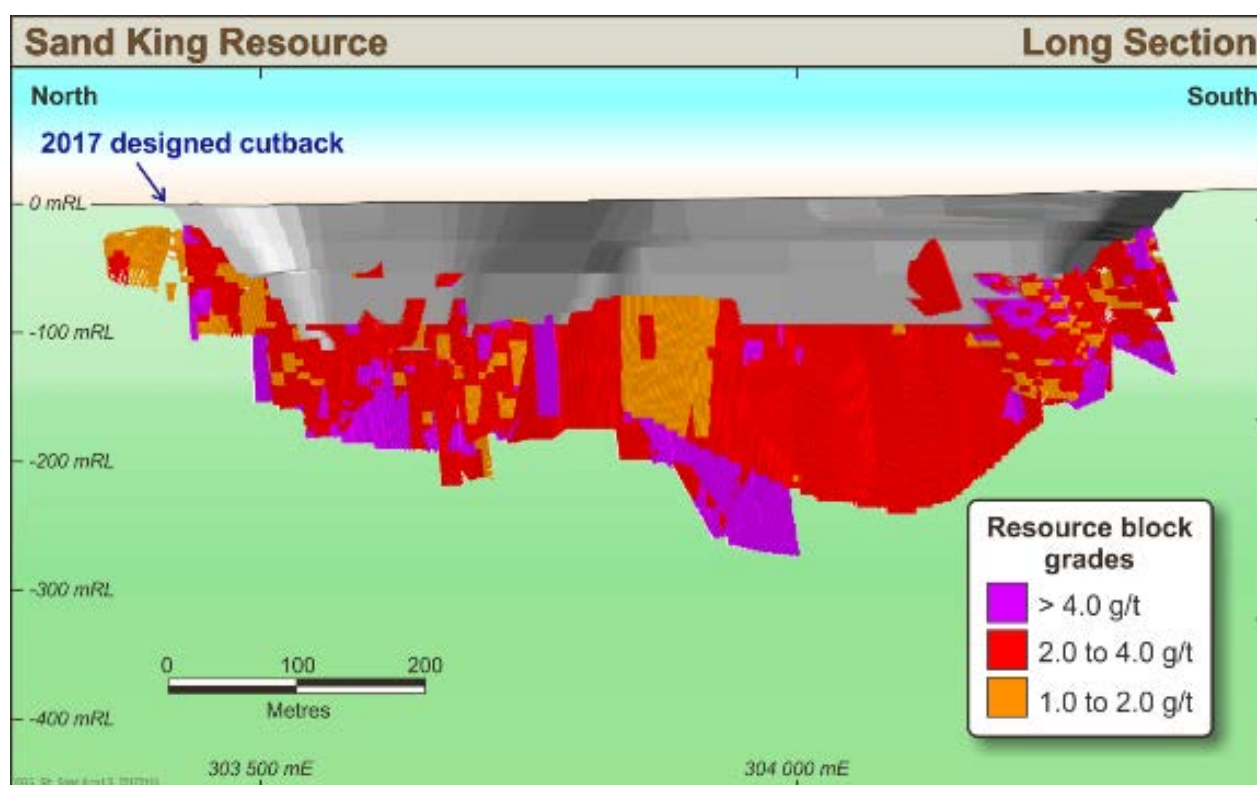 Sand King Resource
Long Section
North
South
2017 designed cutback
0 mRL
-100 mRL
-200 mRL
-300 mRL
-400 mRL
Resource block
grades
> 4.0 g/t
2.0 to 4.0 g/t
1.0 to 2.0 g/t
0 100 200
Metres
303 500 mE
304 000 mE